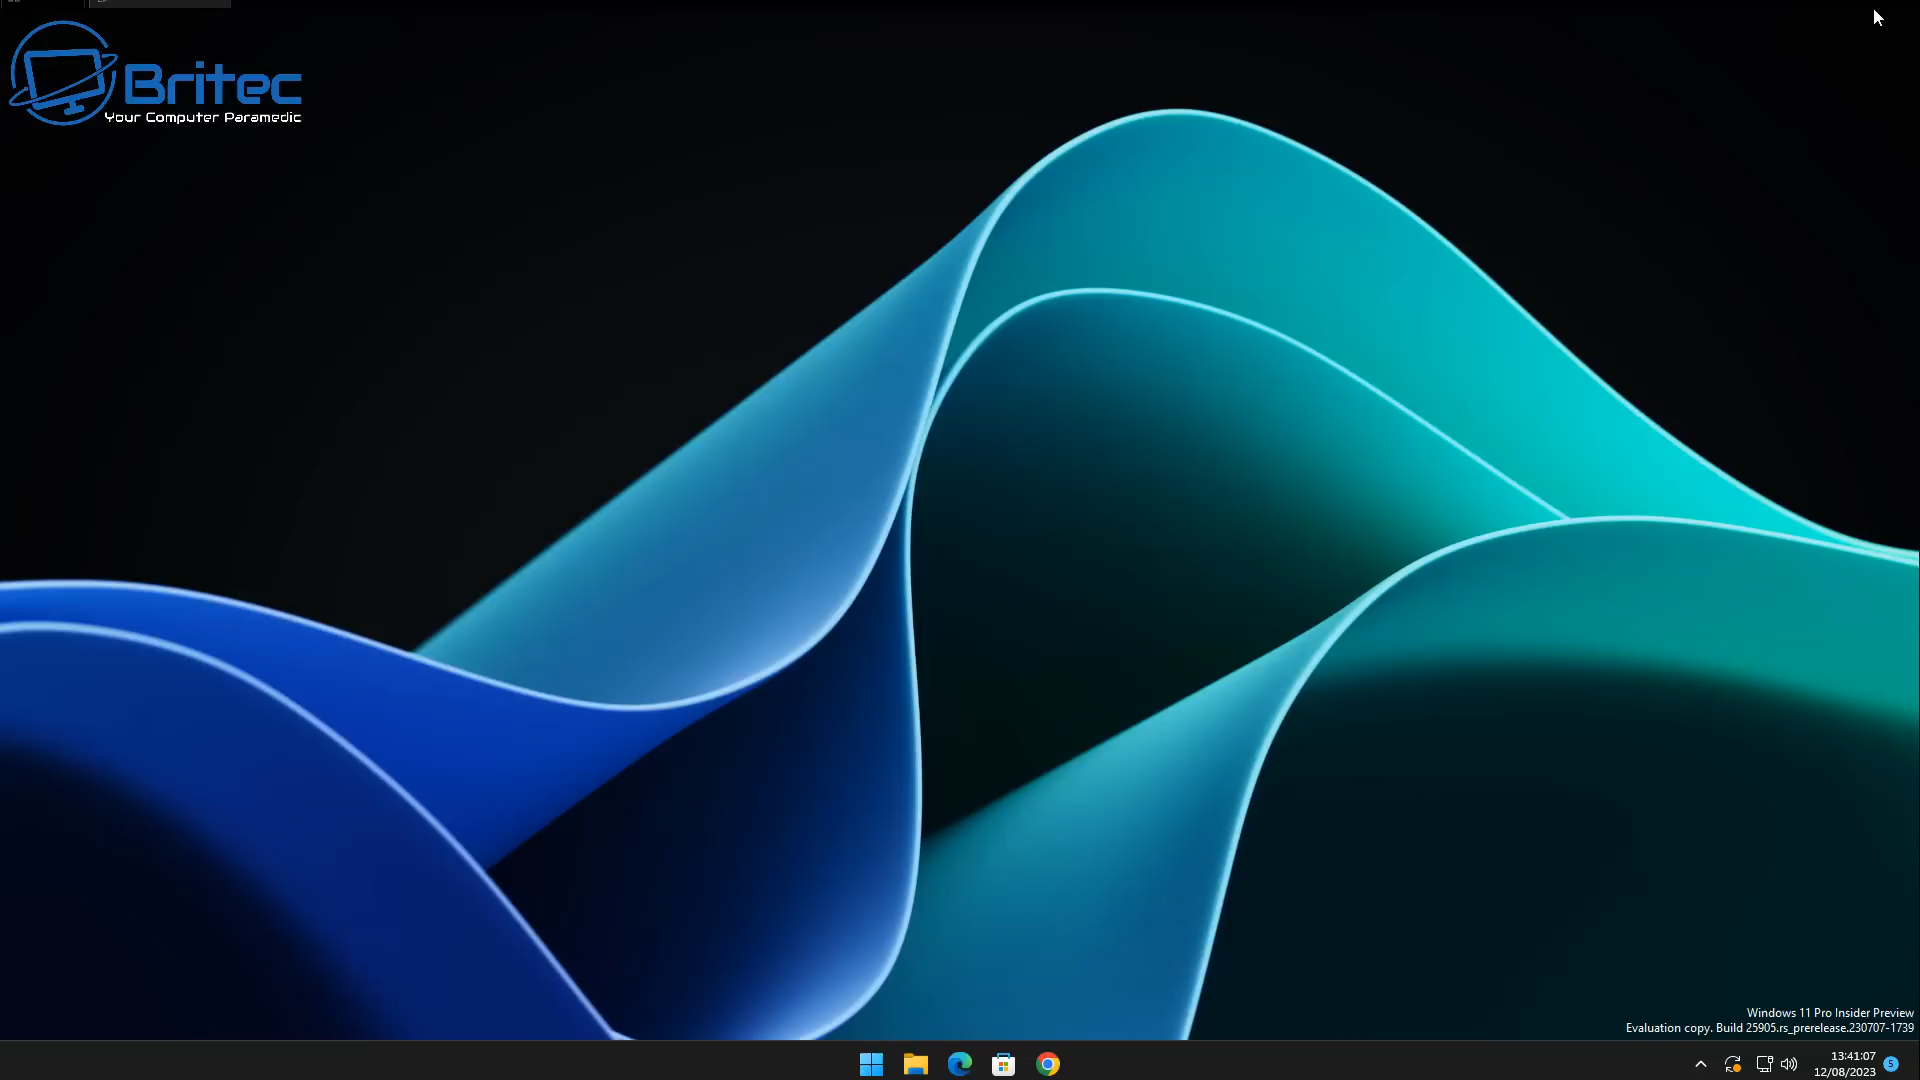 Britec
Your Computer Paramedic
Windows 11 Pro Insider Preview
Evaluation copy. Build 25905.rs_prerelease.230707-1739
13:41:07
12/08/2023
5